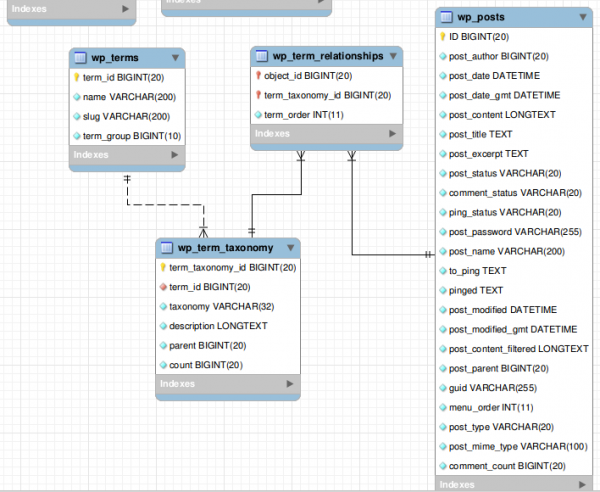 Indexes
Indexes
wp_terms
term_id BIGINT(20)
name VARCHAR(200)
slug VARCHAR(200)
term_group BIGINT(10)
Indexes
wp_term_relationships
object_id BIGINT(20)
term_taxonomy_id BIGINT(20)
term_order INT(11)
Indexes
wp_term_taxonomy
term_taxonomy_id BIGINT(20)
term_id BIGINT(20)
taxonomy VARCHAR(32)
description LONGTEXT
parent BIGINT(20)
count BIGINT(20)
Indexes
wp_posts
ID BIGINT(20)
post_author BIGINT(20)
post_date DATETIME
post_date_gmt DATETIME
post_content LONGTEXT
post_title TEXT
post_excerpt TEXT
post_status VARCHAR(20)
comment_status VARCHAR(20)
ping_status VARCHAR(20)
post_password VARCHAR(255)
post_name VARCHAR(200)
to_ping TEXT
pinged TEXT
post_modified DATETIME
post_modified_gmt DATETIME
post_content_filtered LONGTEXT
post_parent BIGINT(20)
guid VARCHAR(255)
menu_order INT(11)
post_type VARCHAR(20)
post_mime_type VARCHAR(100)
comment_count BIGINT(20)
Indexes